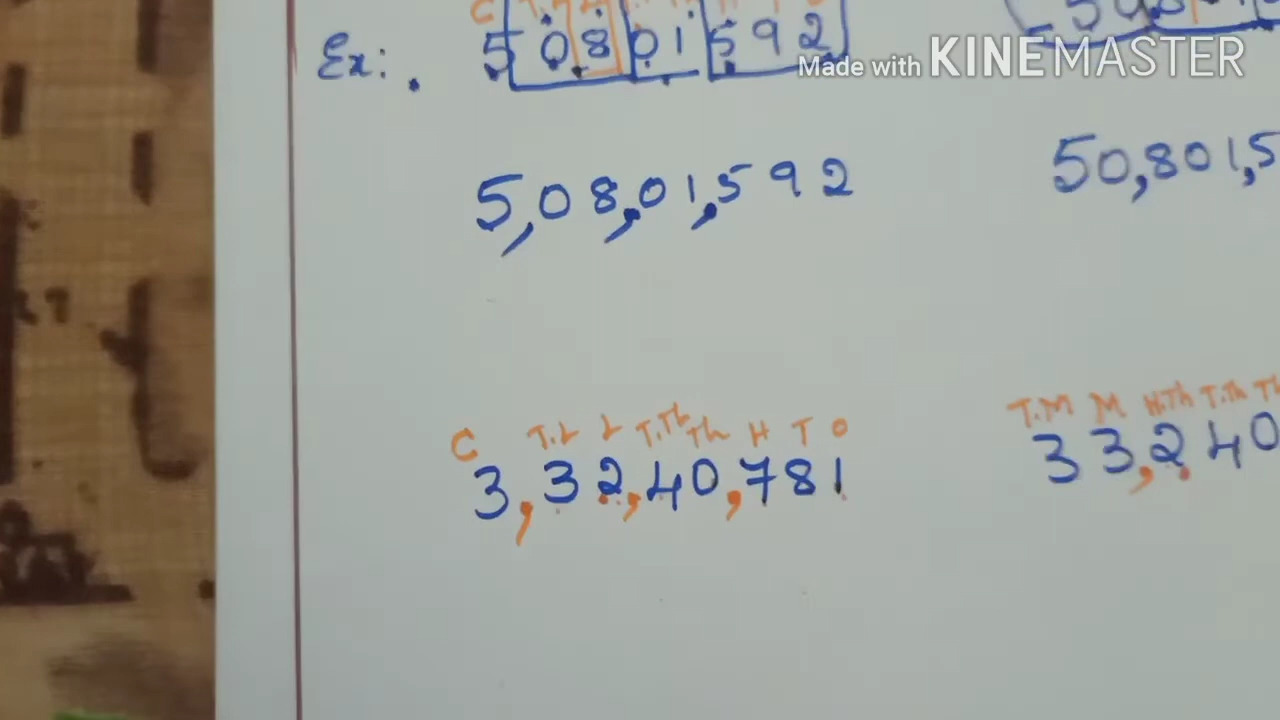 Ex: . 5 0 8 0 1 5 9 2
Made with KINEMASTER
5,08,01,592
50,801,5
C T.L L T.Th Th H T O
3,32,40,781
T.M M H.Th T.Th Th
33,240